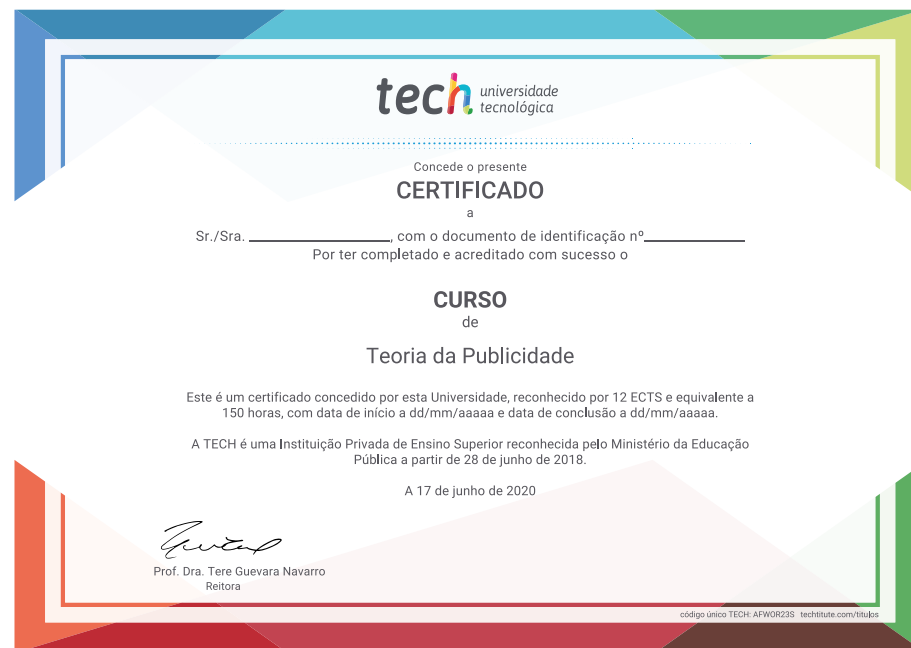 tech universidade
tecnológica
Concede o presente
CERTIFICADO
a
Sr./Sra. ____________, com o documento de identificação nº____________
Por ter completado e acreditado com sucesso o
CURSO
de
Teoria da Publicidade
Este é um certificado concedido por esta Universidade, reconhecido por 12 ECTS e equivalente a
150 horas, com data de início a dd/mm/aaaaa e data de conclusão a dd/mm/aaaaa.
A TECH é uma Instituição Privada de Ensino Superior reconhecida pelo Ministério da Educação
Pública a partir de 28 de junho de 2018.
A 17 de junho de 2020
Prof. Dra. Tere Guevara Navarro
Reitora
código único TECH: AFWOR23S techtitute.com/titulos